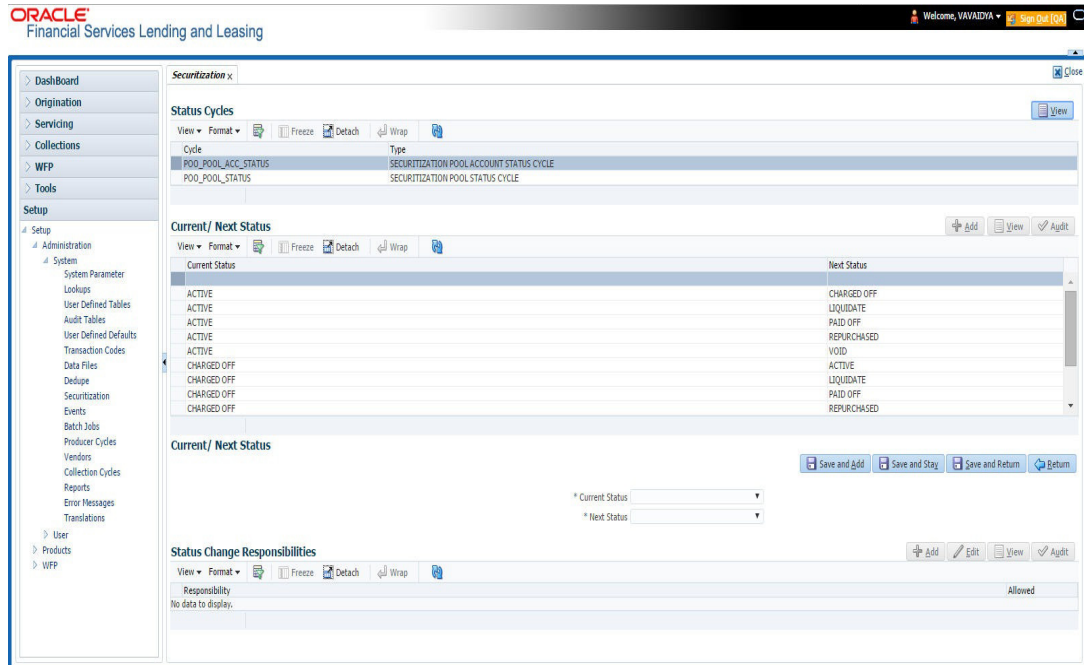 ORACLE'
Financial Services Lending and Leasing
Welcome, VAVAIDYA
Sign Out [QA]
DashBoard
Origination
Servicing
Collections
WFP
Tools
Setup
Setup
Administration
System
System Parameter
Lookups
User Defined Tables
Audit Tables
User Defined Defaults
Transaction Codes
Data Files
Dedupe
Securitization
Events
Batch Jobs
Producer Cycles
Vendors
Collection Cycles
Reports
Error Messages
Translations
User
Products
WFP
Securitization x
Close
Status Cycles
View
View Format Freeze Detach Wrap
Cycle Type
POO_POOL_ACC_STATUS SECURITIZATION POOL ACCOUNT STATUS CYCLE
POO_POOL_STATUS SECURITIZATION POOL STATUS CYCLE
Current/ Next Status
Add View Audit
View Format Freeze Detach Wrap
Current Status Next Status
ACTIVE CHARGED OFF
ACTIVE LIQUIDATE
ACTIVE PAID OFF
ACTIVE REPURCHASED
ACTIVE VOID
CHARGED OFF ACTIVE
CHARGED OFF LIQUIDATE
CHARGED OFF PAID OFF
CHARGED OFF REPURCHASED
Current/ Next Status
Save and Add Save and Stay Save and Return Return
* Current Status
* Next Status
Status Change Responsibilities
Add Edit View Audit
View Format Freeze Detach Wrap
Responsibility Allowed
No data to display.